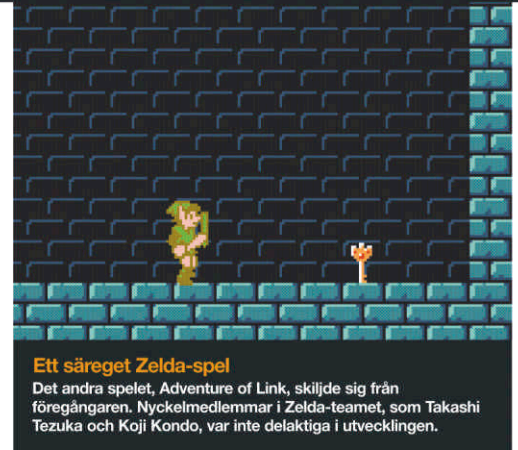 Ett säreget Zelda-spel
Det andra spelet, Adventure of Link, skiljde sig från
föregångaren. Nyckelmedlemmar i Zelda-teamet, som Takashi
Tezuka och Koji Kondo, var inte delaktiga i utvecklingen.